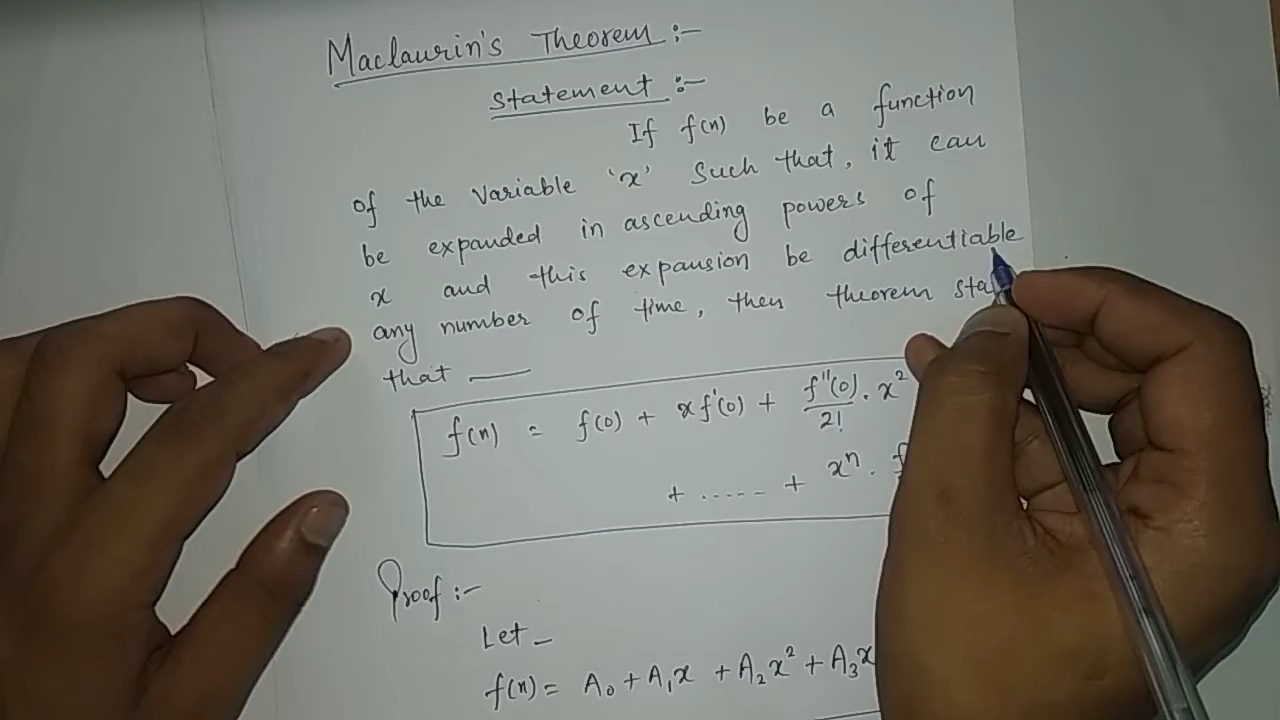 Maclaurin's Theorem :-
Statement :-
If f(n) be a function
of the variable 'x' such that, it can
be expanded in ascending powers of
x and this expansion be differentiable
any number of time, then theorem
that —
f(n) = f(0) + x f'(0) + f''(0)/2! . x²
+ ..... + xⁿ .
Proof :-
Let –
f(n) = A₀ + A₁x + A₂x² + A₃x